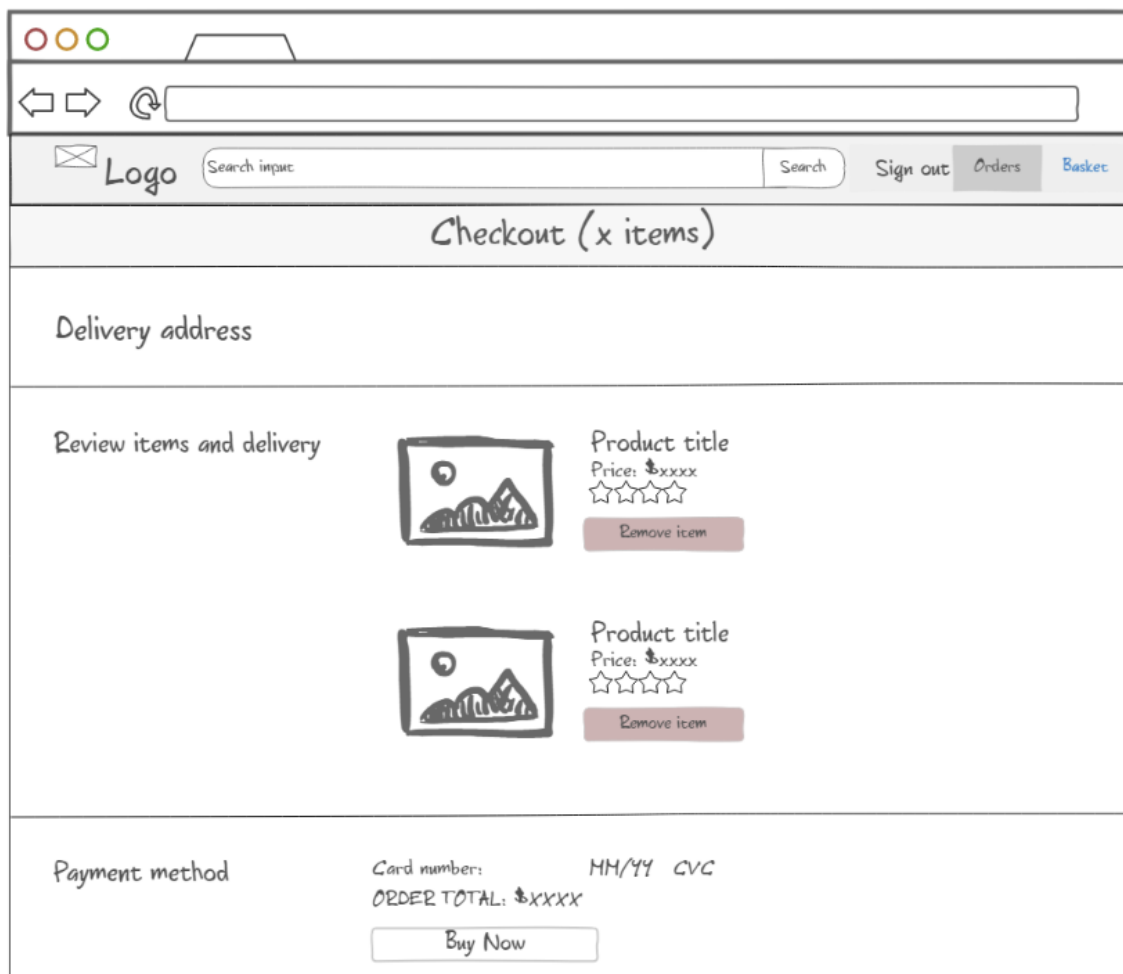 Logo
Search input
Search
Sign out
Orders
Basket
Checkout (x items)
Delivery address
Review items and delivery
Product title
Price: $xxxx
Remove item
Product title
Price: $xxxx
Remove item
Payment method
Card number: MM/YY CVC
ORDER TOTAL: $XXXX
Buy Now